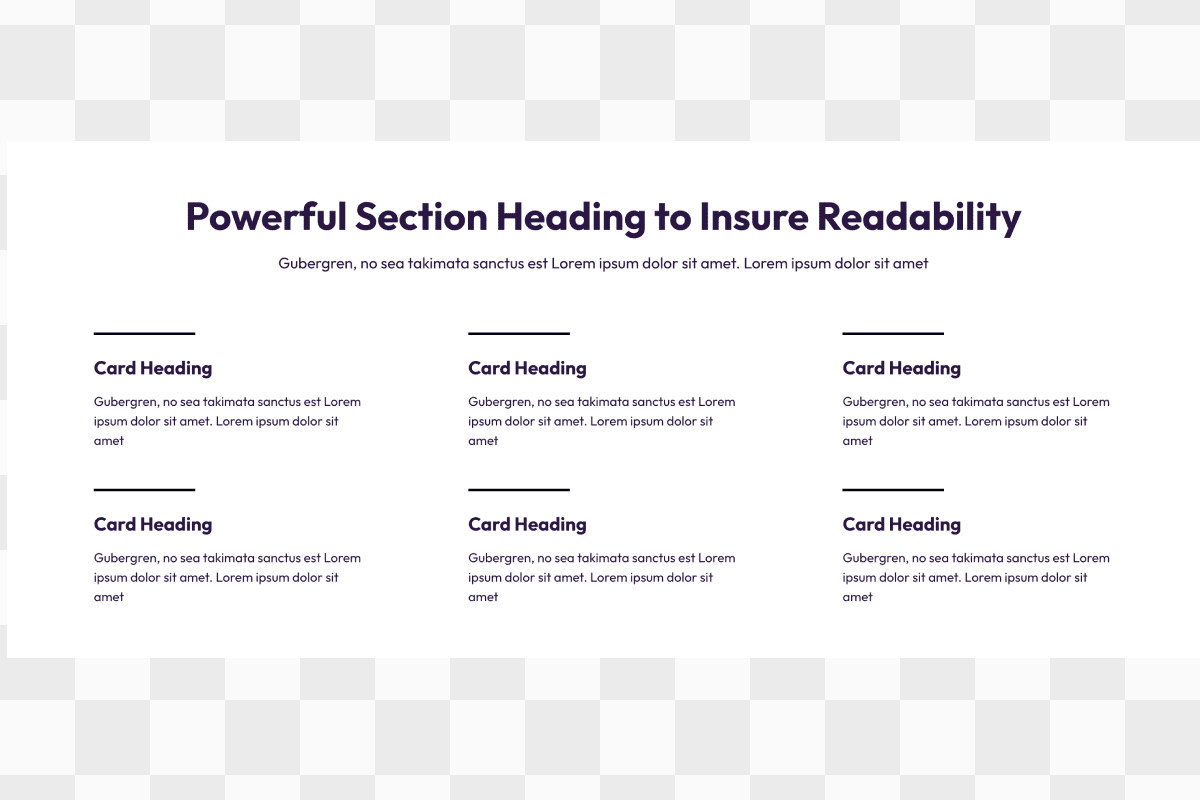 Powerful Section Heading to Insure Readability
Gubergren, no sea takimata sanctus est Lorem ipsum dolor sit amet. Lorem ipsum dolor sit amet
Card Heading
Gubergren, no sea takimata sanctus est Lorem
ipsum dolor sit amet. Lorem ipsum dolor sit
amet
Card Heading
Gubergren, no sea takimata sanctus est Lorem
ipsum dolor sit amet. Lorem ipsum dolor sit
amet
Card Heading
Gubergren, no sea takimata sanctus est Lorem
ipsum dolor sit amet. Lorem ipsum dolor sit
amet
Card Heading
Gubergren, no sea takimata sanctus est Lorem
ipsum dolor sit amet. Lorem ipsum dolor sit
amet
Card Heading
Gubergren, no sea takimata sanctus est Lorem
ipsum dolor sit amet. Lorem ipsum dolor sit
amet
Card Heading
Gubergren, no sea takimata sanctus est Lorem
ipsum dolor sit amet. Lorem ipsum dolor sit
amet